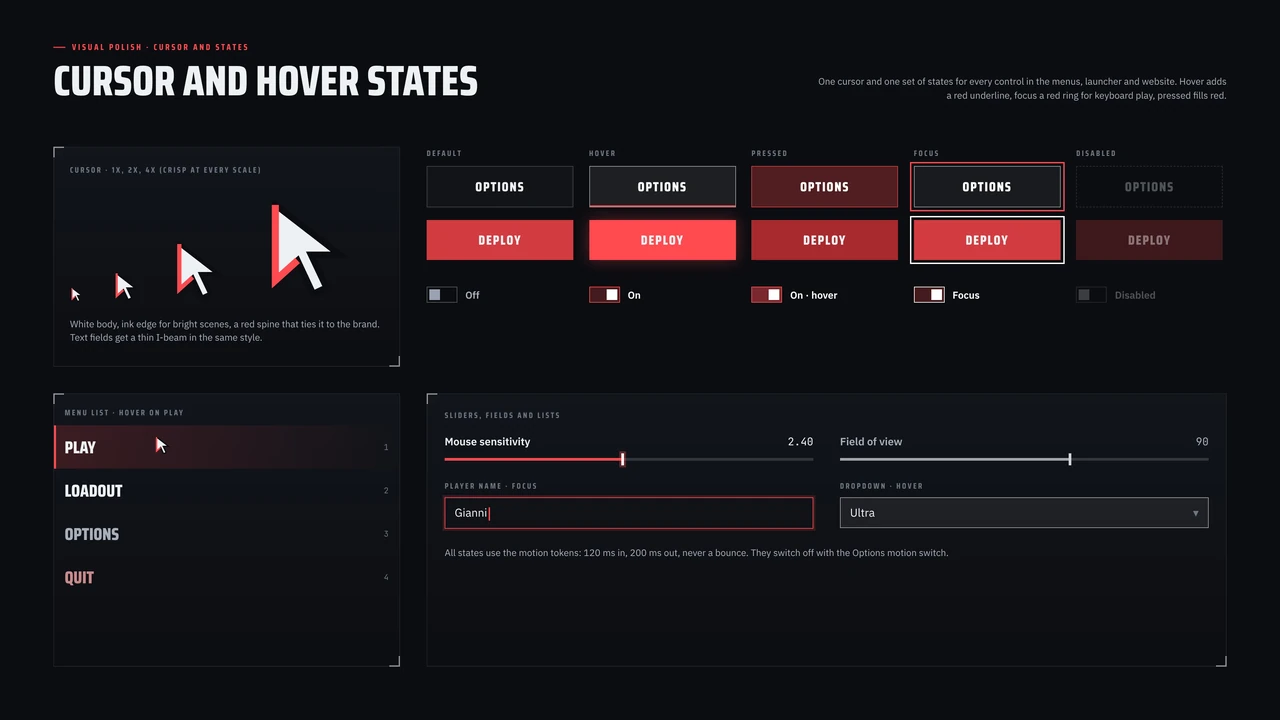 VISUAL POLISH · CURSOR AND STATES
CURSOR AND HOVER STATES
One cursor and one set of states for every control in the menus, launcher and website. Hover adds
a red underline, focus a red ring for keyboard play, pressed fills red.
CURSOR · 1X, 2X, 4X (CRISP AT EVERY SCALE)
White body, ink edge for bright scenes, a red spine that ties it to the brand.
Text fields get a thin I-beam in the same style.
DEFAULT
HOVER
PRESSED
FOCUS
DISABLED
OPTIONS
OPTIONS
OPTIONS
OPTIONS
OPTIONS
DEPLOY
DEPLOY
DEPLOY
DEPLOY
DEPLOY
Off
On
On · hover
Focus
Disabled
MENU LIST · HOVER ON PLAY
PLAY 1
LOADOUT 2
OPTIONS 3
QUIT 4
SLIDERS, FIELDS AND LISTS
Mouse sensitivity 2.40
Field of view 90
PLAYER NAME · FOCUS
Gianni
DROPDOWN · HOVER
Ultra
All states use the motion tokens: 120 ms in, 200 ms out, never a bounce. They switch off with the Options motion switch.